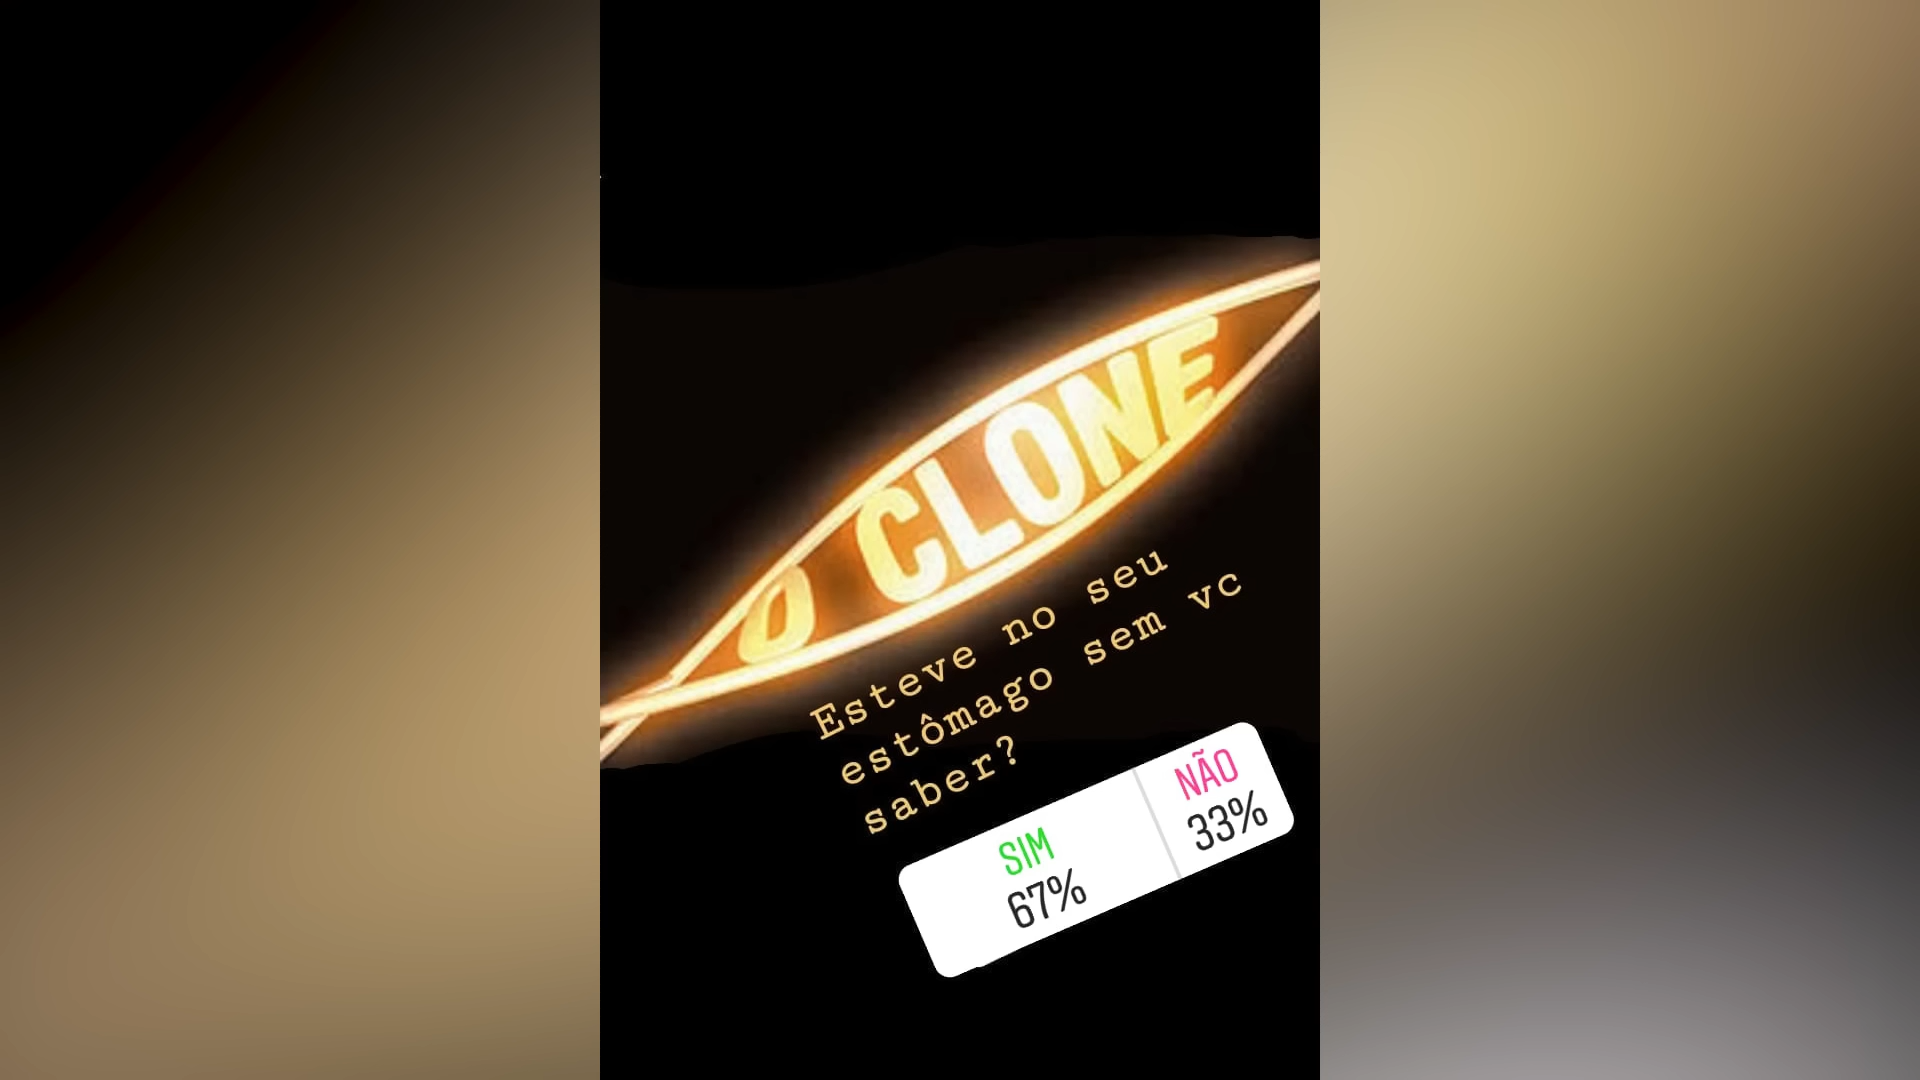 O CLONE
Esteve no seu
estômago sem vc
saber?
SIM
67%
NÃO
33%